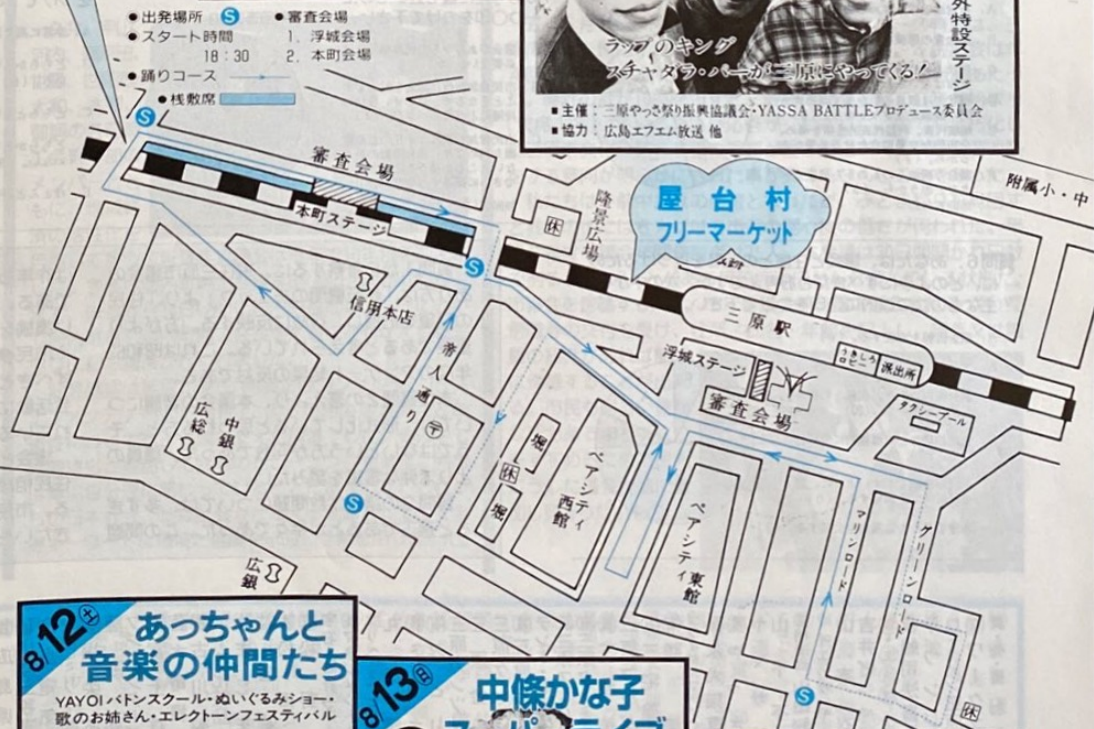 ●出発場所 Ⓢ
●スタート時間
18:30
●踊りコース
●桟敷席
●審査会場
1. 浮城会場
2. 本町会場
ラップのキング
スチャダラ・パーが三原にやってくる!
外特設ステージ
■主催:三原やっさ祭り振興協議会・YASSA BATTLEプロデュース委員会
■協力:広島エフエム放送 他
Ⓢ
審査会場
本町ステージ
隆景広場
休
屋台村
フリーマーケット
附属小・中
Ⓢ
信用本店
三原駅
うきしろ
ロビー
派出所
浮城ステージ
審査会場
タクシープール
帝人通り
〒
広総
中銀
堀
休
堀
ペアシティ
西館
ペアシティ
東館
マリンロード
グリーンロード
Ⓢ
広銀
Ⓢ
休
8/12 土
あっちゃんと
音楽の仲間たち
YAYOIバトンスクール・ぬいぐるみショー・
歌のお姉さん・エレクトーンフェスティバル
8/13 日
中條かな子